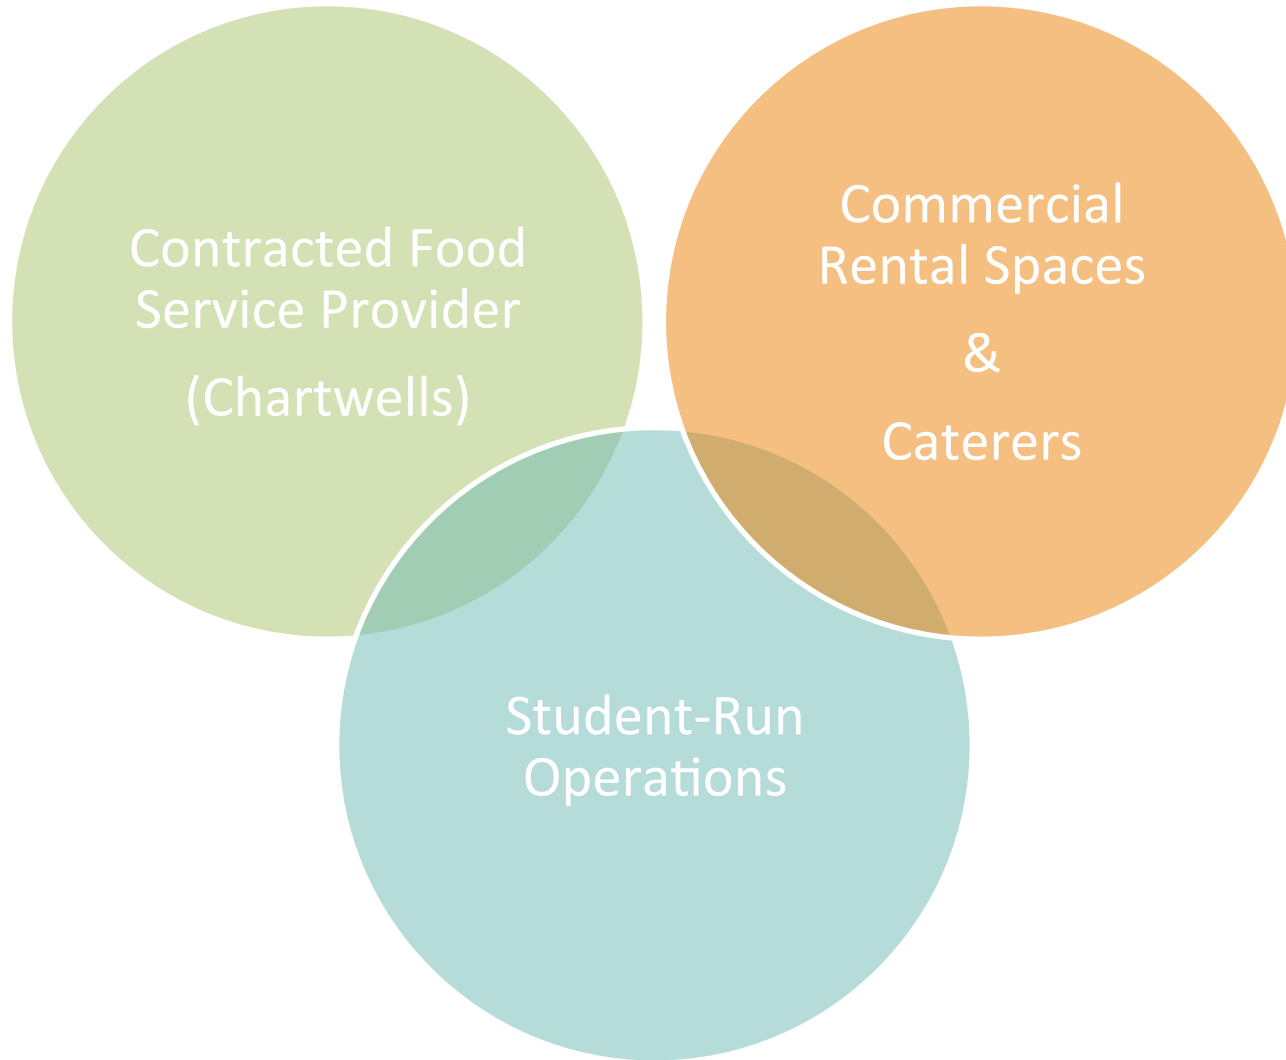 Contracted Food
Service Provider
(Chartwells)
Commercial
Rental Spaces
&
Caterers
Student-Run
Operations